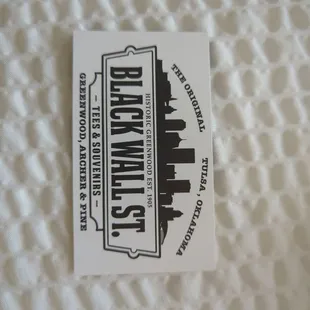 THE ORIGINAL
TULSA, OKLAHOMA
HISTORIC GREENWOOD EST. 1905
BLACK WALL ST.
– TEES & SOUVENIRS –
GREENWOOD, ARCHER & PINE